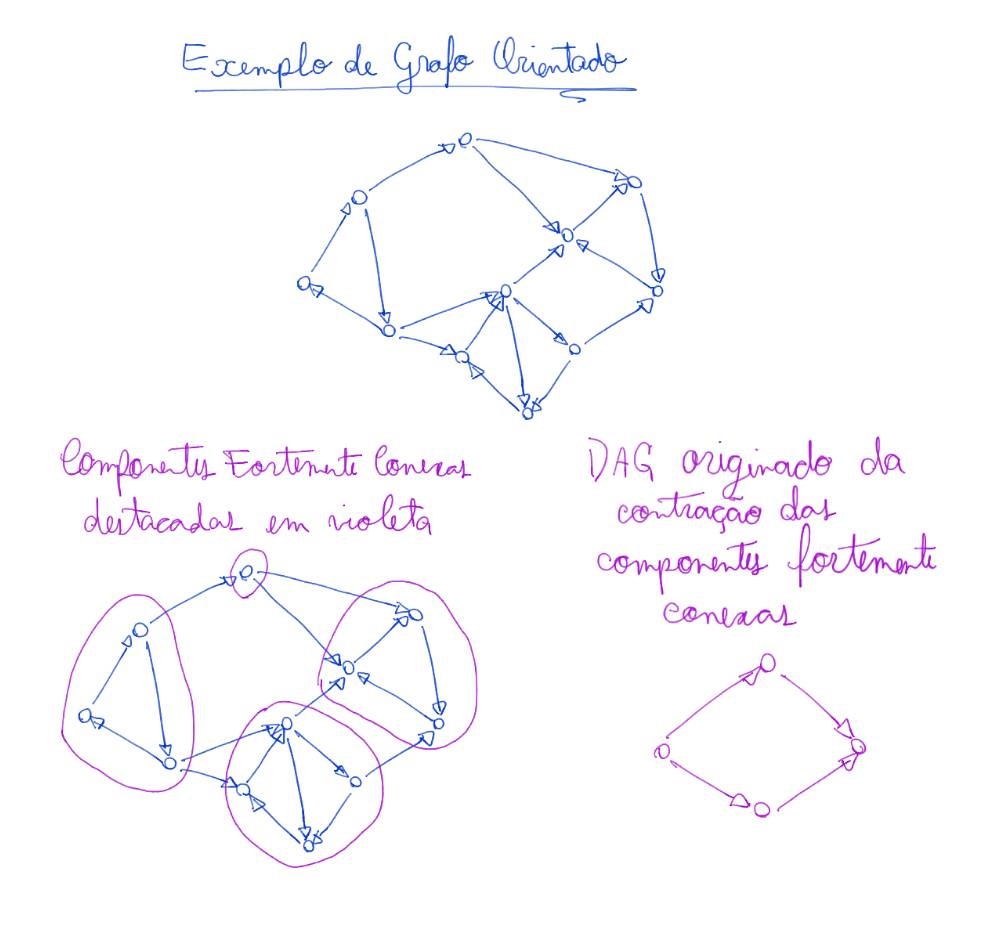 Exemplo de Grafo Orientado
Componentes Fortemente Conexas
destacadas em violeta
DAG originado da
contração das
componentes fortemente
conexas